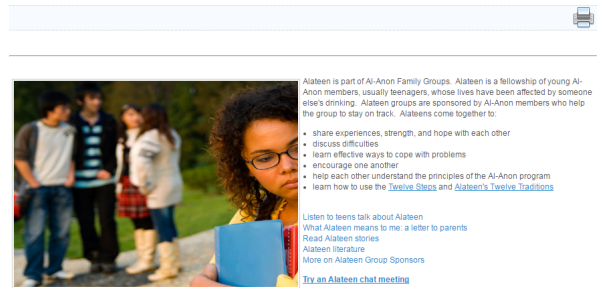 Alateen is part of Al-Anon Family Groups. Alateen is a fellowship of young Al-
Anon members, usually teenagers, whose lives have been affected by someone
else's drinking. Alateen groups are sponsored by Al-Anon members who help
the group to stay on track. Alateens come together to:
• share experiences, strength, and hope with each other
• discuss difficulties
• learn effective ways to cope with problems
• encourage one another
• help each other understand the principles of the Al-Anon program
• learn how to use the Twelve Steps and Alateen's Twelve Traditions
Listen to teens talk about Alateen
What Alateen means to me: a letter to parents
Read Alateen stories
Alateen literature
More on Alateen Group Sponsors
Try an Alateen chat meeting